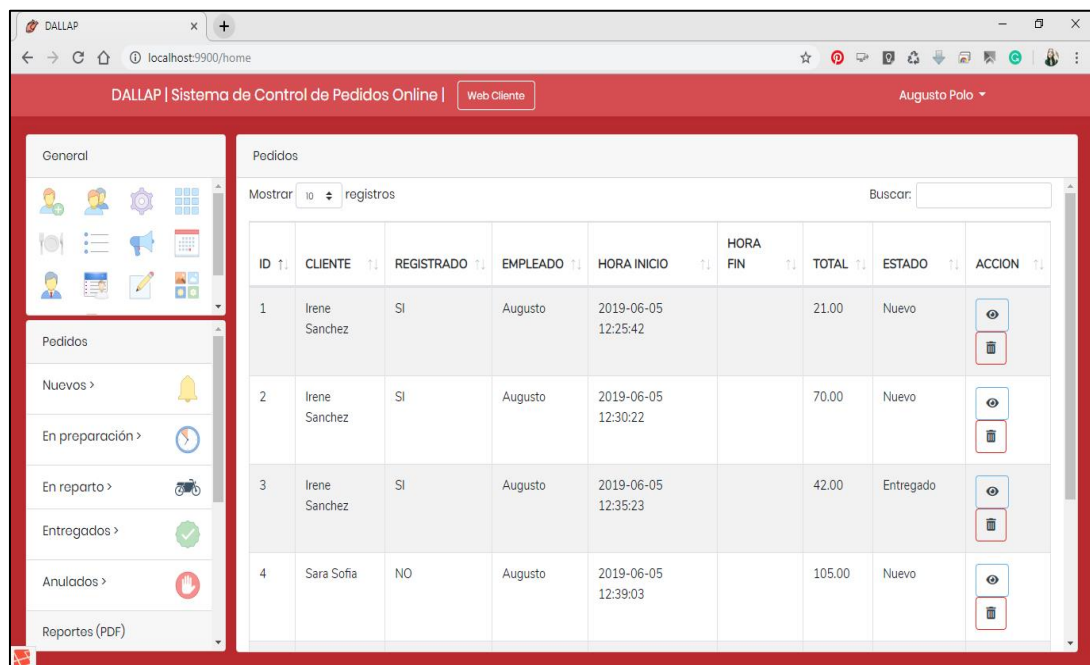 DALLAP
localhost:9900/home
DALLAP | Sistema de Control de Pedidos Online | Web Cliente Augusto Polo
General
Pedidos
Nuevos >
En preparación >
En reparto >
Entregados >
Anulados >
Reportes (PDF)
Pedidos
Mostrar 10 registros Buscar:
ID CLIENTE REGISTRADO EMPLEADO HORA INICIO HORA FIN TOTAL ESTADO ACCION
1 Irene Sanchez SI Augusto 2019-06-05 12:25:42 21.00 Nuevo
2 Irene Sanchez SI Augusto 2019-06-05 12:30:22 70.00 Nuevo
3 Irene Sanchez SI Augusto 2019-06-05 12:35:23 42.00 Entregado
4 Sara Sofia NO Augusto 2019-06-05 12:39:03 105.00 Nuevo